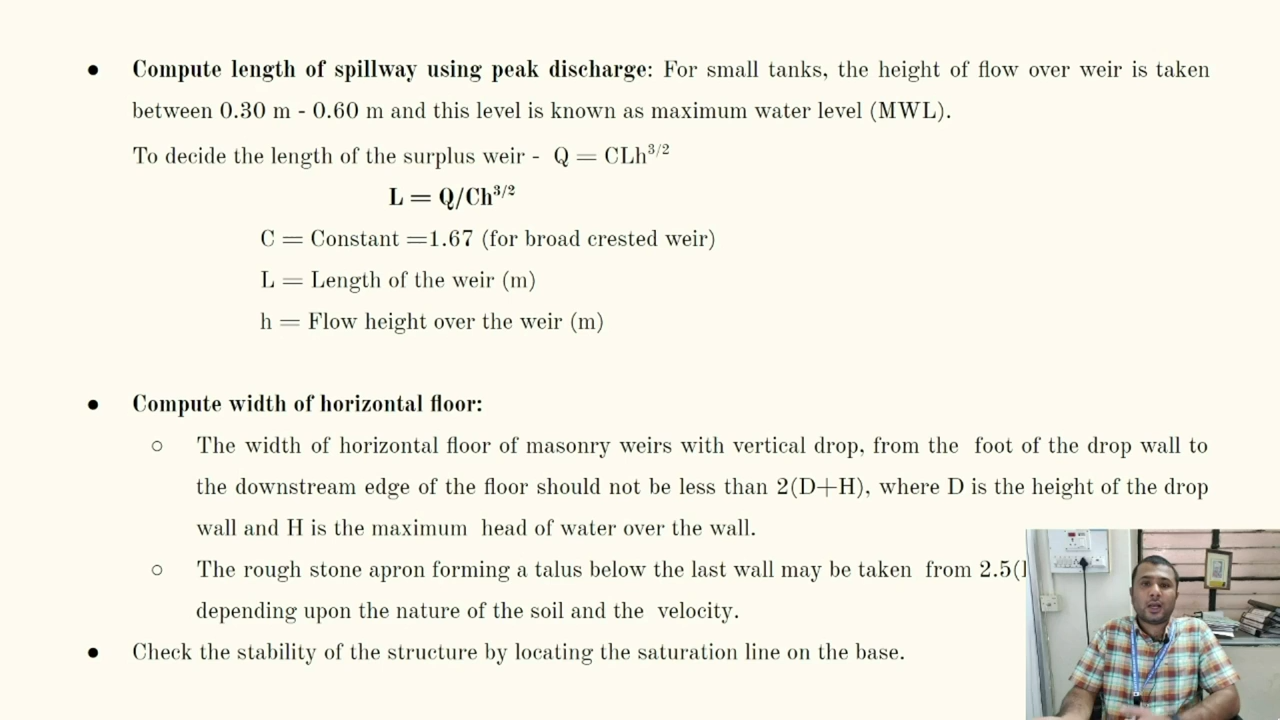 ● Compute length of spillway using peak discharge: For small tanks, the height of flow over weir is taken
between 0.30 m - 0.60 m and this level is known as maximum water level (MWL).
To decide the length of the surplus weir - Q = CLh^3/2
L = Q/Ch^3/2
C = Constant =1.67 (for broad crested weir)
L = Length of the weir (m)
h = Flow height over the weir (m)
● Compute width of horizontal floor:
○ The width of horizontal floor of masonry weirs with vertical drop, from the foot of the drop wall to
the downstream edge of the floor should not be less than 2(D+H), where D is the height of the drop
wall and H is the maximum head of water over the wall.
○ The rough stone apron forming a talus below the last wall may be taken from 2.5(
depending upon the nature of the soil and the velocity.
● Check the stability of the structure by locating the saturation line on the base.